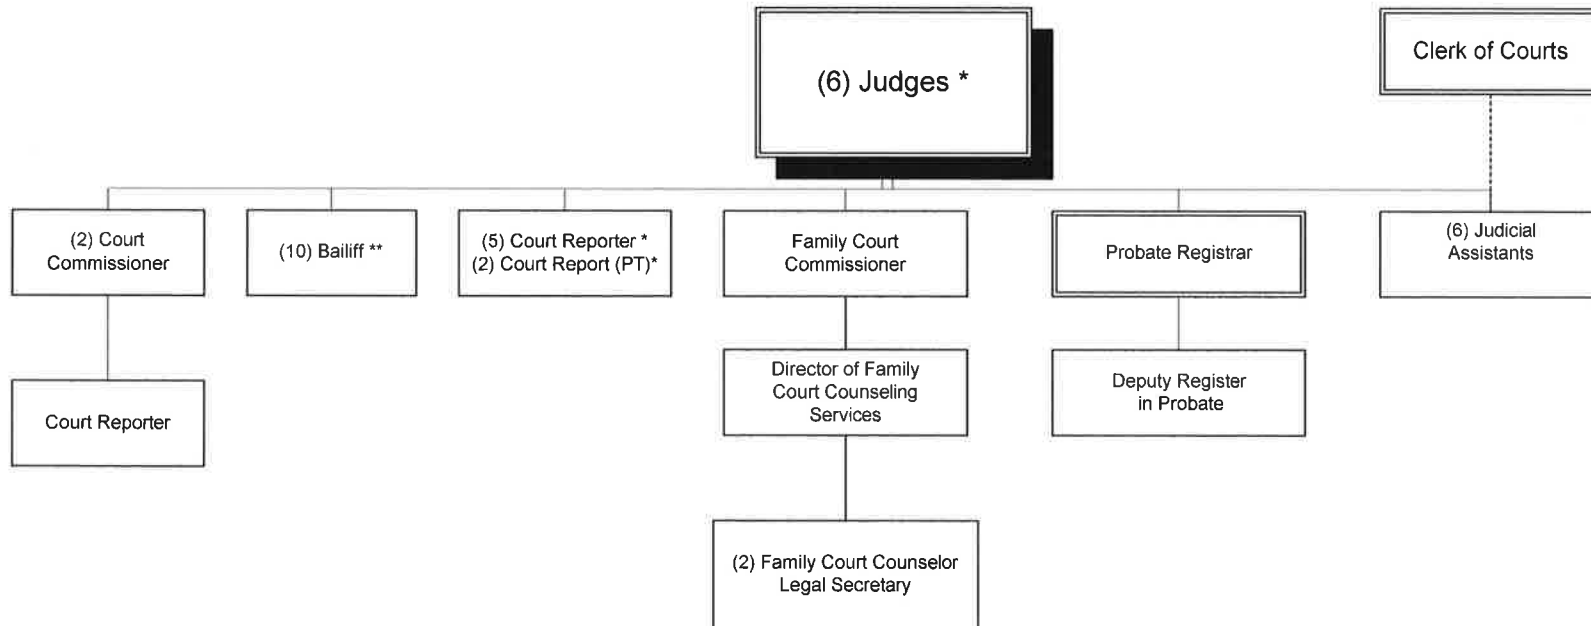 (6) Judges *
Clerk of Courts
(2) Court
Commissioner
(10) Bailiff **
(5) Court Reporter *
(2) Court Report (PT)*
Family Court
Commissioner
Probate Registrar
(6) Judicial
Assistants
Court Reporter
Director of Family
Court Counseling
Services
Deputy Register
in Probate
(2) Family Court Counselor
Legal Secretary